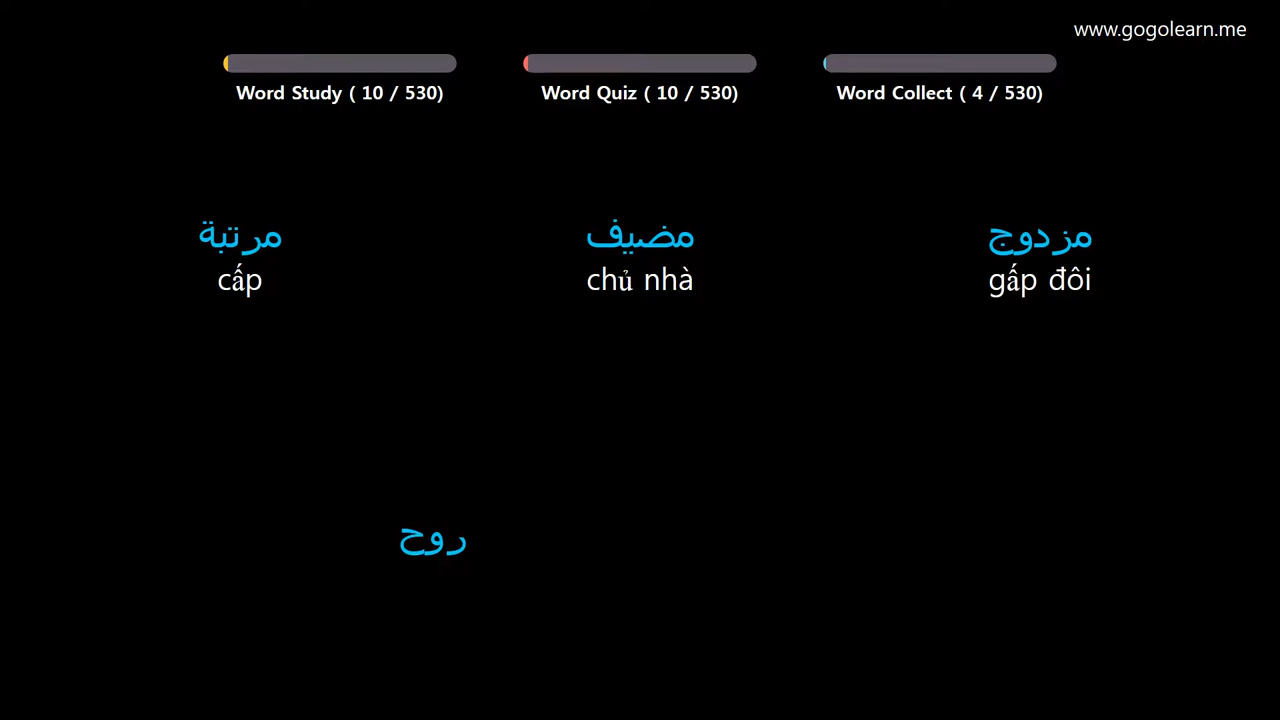 www.gogolearn.me
Word Study ( 10 / 530)
Word Quiz ( 10 / 530)
Word Collect ( 4 / 530)
مرتبة
cấp
مضيف
chủ nhà
مزدوج
gấp đôi
روح